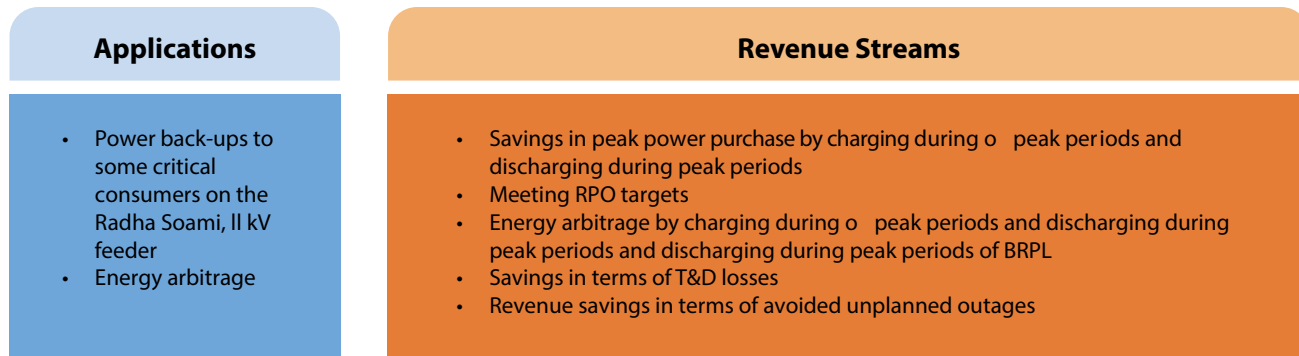 Applications
• Power back-ups to
some critical
consumers on the
Radha Soami, ll kV
feeder
• Energy arbitrage
Revenue Streams
• Savings in peak power purchase by charging during o peak periods and
discharging during peak periods
• Meeting RPO targets
• Energy arbitrage by charging during o peak periods and discharging during
peak periods and discharging during peak periods of BRPL
• Savings in terms of T&D losses
• Revenue savings in terms of avoided unplanned outages